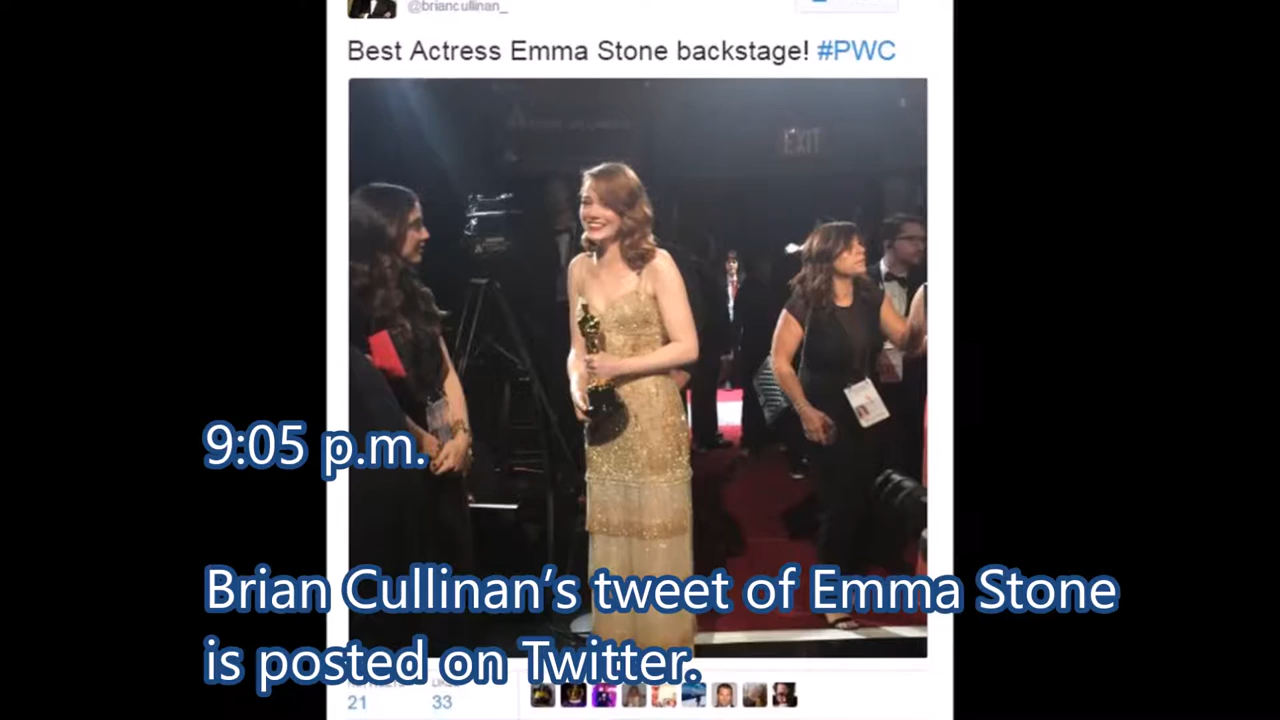 @briancullinan_
Best Actress Emma Stone backstage! #PWC
EXIT
9:05 p.m.
Brian Cullinan’s tweet of Emma Stone
is posted on Twitter.
21 33